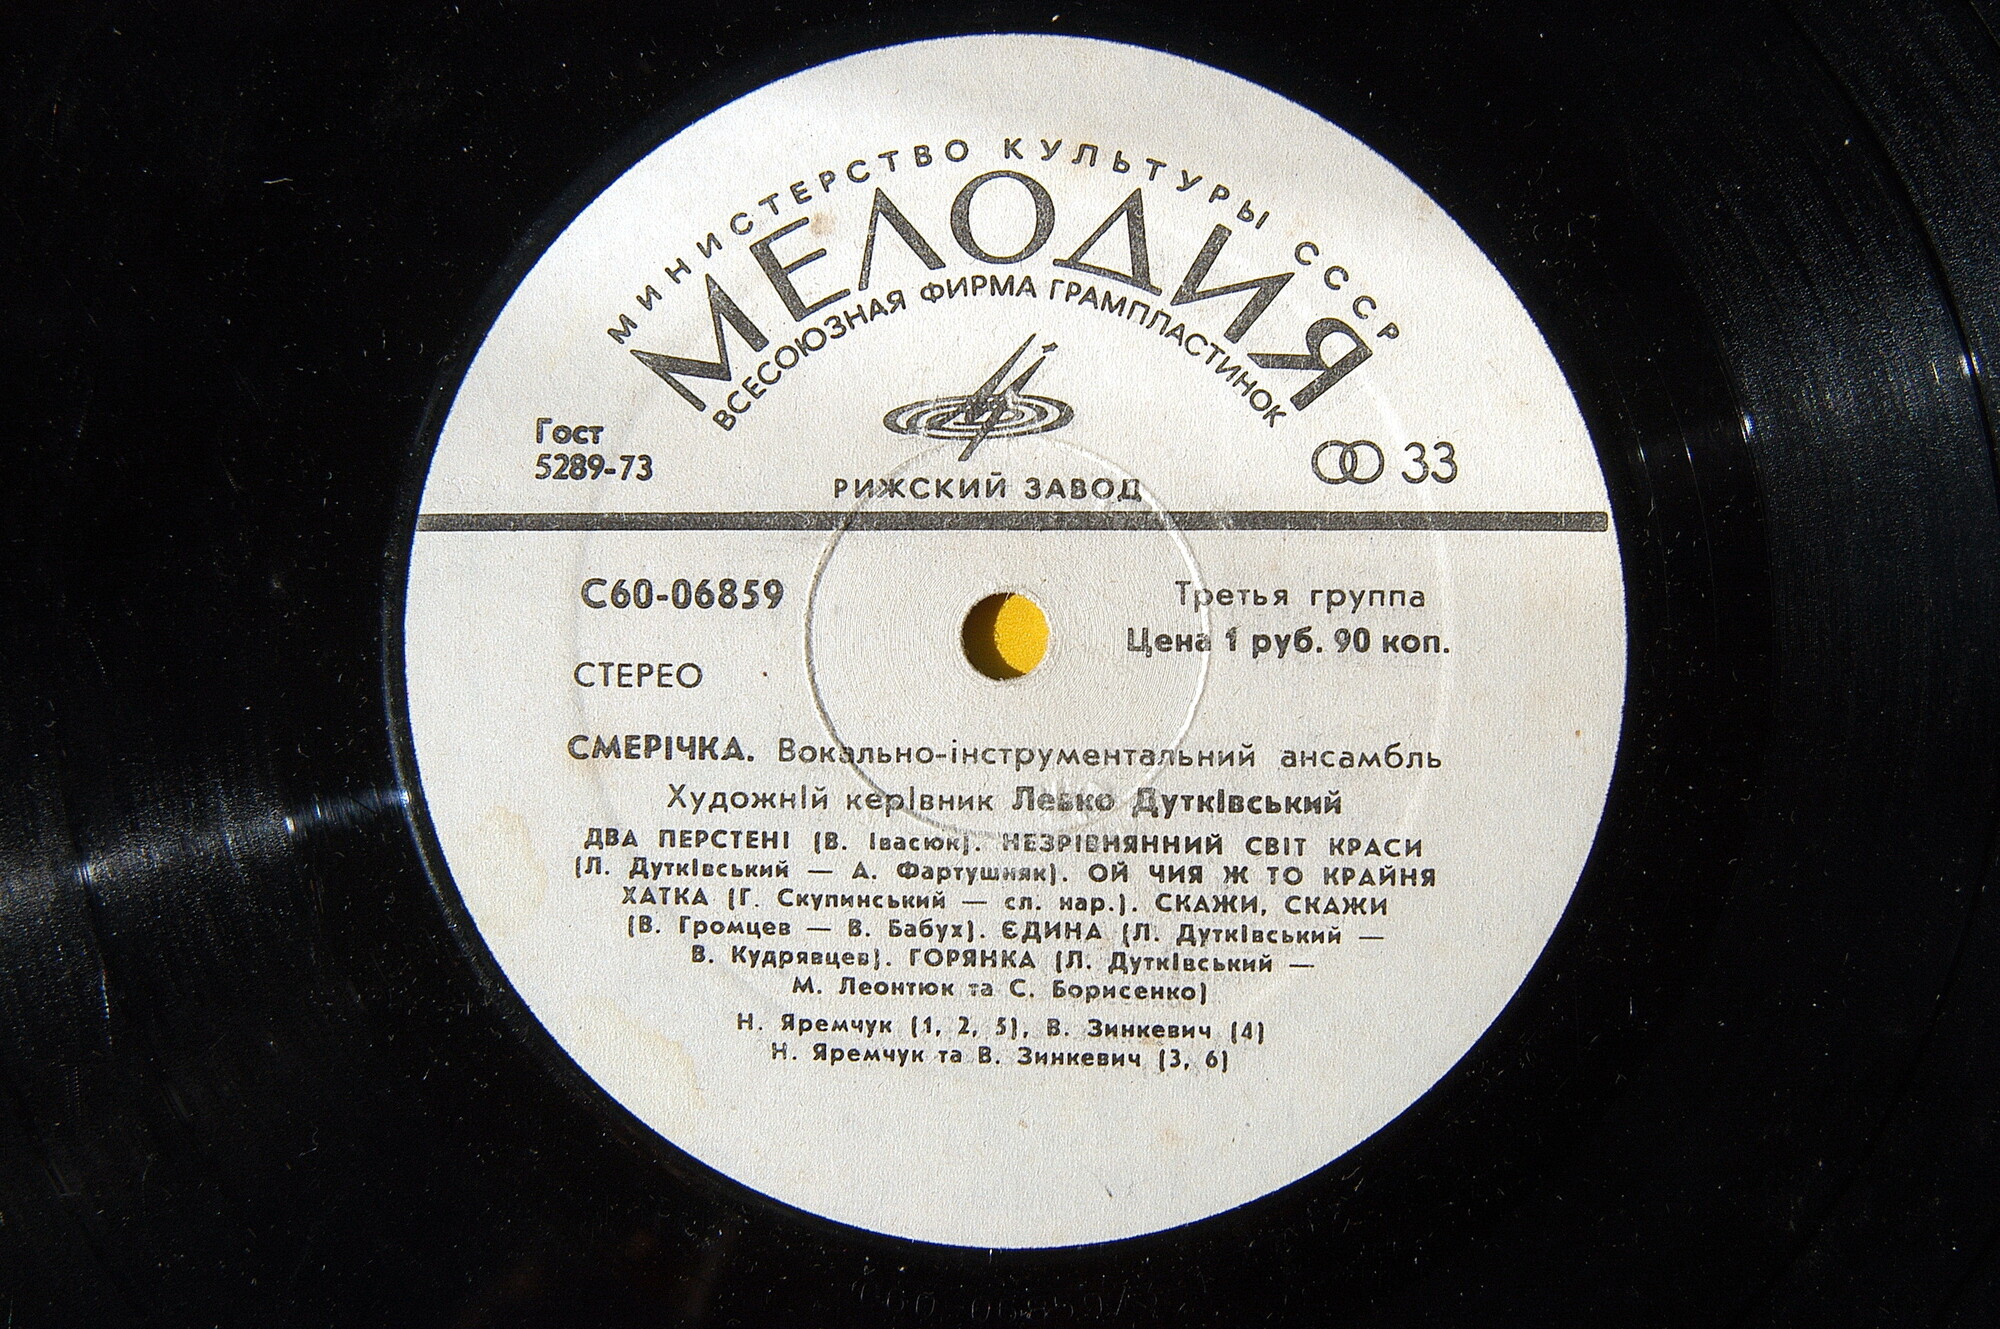 МИНИСТЕРСТВО КУЛЬТУРЫ СССР
МЕЛОДИЯ
ВСЕСОЮЗНАЯ ФИРМА ГРАМПЛАСТИНОК
Гост
5289-73
33
РИЖСКИЙ ЗАВОД
С60-06859
Третья группа
Цена 1 руб. 90 коп.
СТЕРЕО
СМЕРІЧКА. Вокально-інструментальний ансамбль
Художній керівник Левко Дутківський
ДВА ПЕРСТЕНІ (В. Івасюк). НЕЗРІВНЯННИЙ СВІТ КРАСИ
(Л. Дутківський — А. Фартушняк). ОЙ ЧИЯ Ж ТО КРАЙНЯ
ХАТКА (Г. Скупинський — сл. нар.). СКАЖИ, СКАЖИ
(В. Громцев — В. Бабух). ЄДИНА (Л. Дутківський —
В. Кудрявцев). ГОРЯНКА (Л. Дутківський —
М. Леонтюк та С. Борисенко)
Н. Яремчук (1, 2, 5), В. Зинкевич (4)
Н. Яремчук та В. Зинкевич (3, 6)